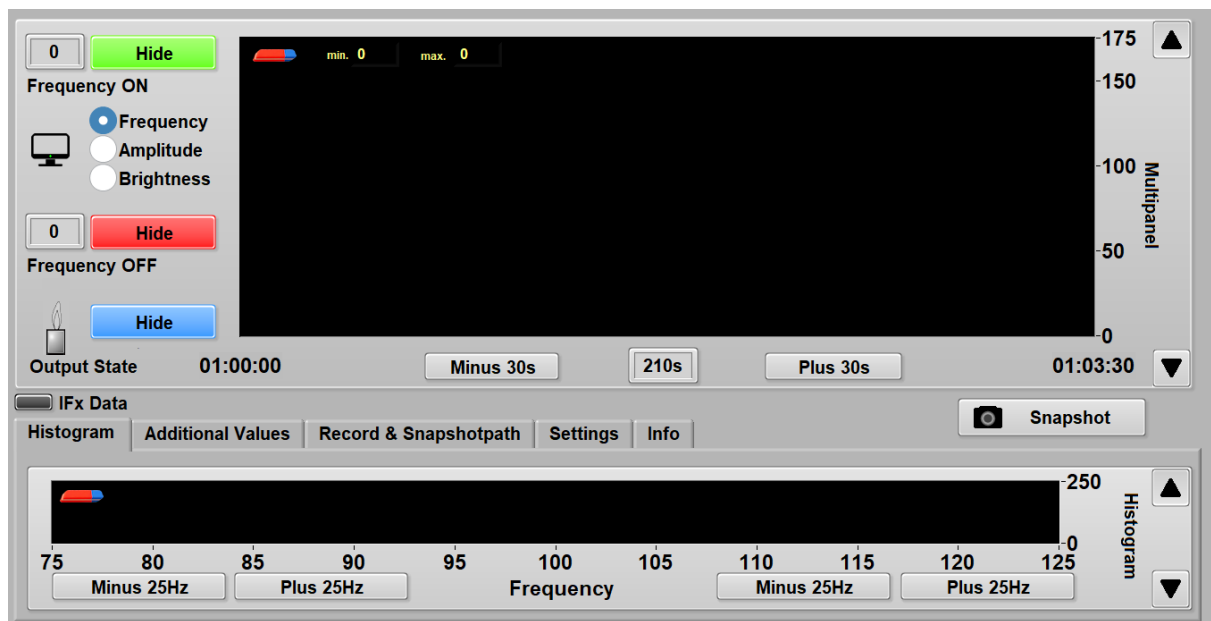 0 Hide min. 0 max. 0 175
Frequency ON 150
Frequency
Amplitude
Brightness
100
Multipanel
0 Hide
50
Frequency OFF
Hide
0
Output State 01:00:00 Minus 30s 210s Plus 30s 01:03:30
IFx Data
Snapshot
Histogram Additional Values Record & Snapshotpath Settings Info
250
Histogram
0
75 80 85 90 95 100 105 110 115 120 125
Minus 25Hz Plus 25Hz Frequency Minus 25Hz Plus 25Hz